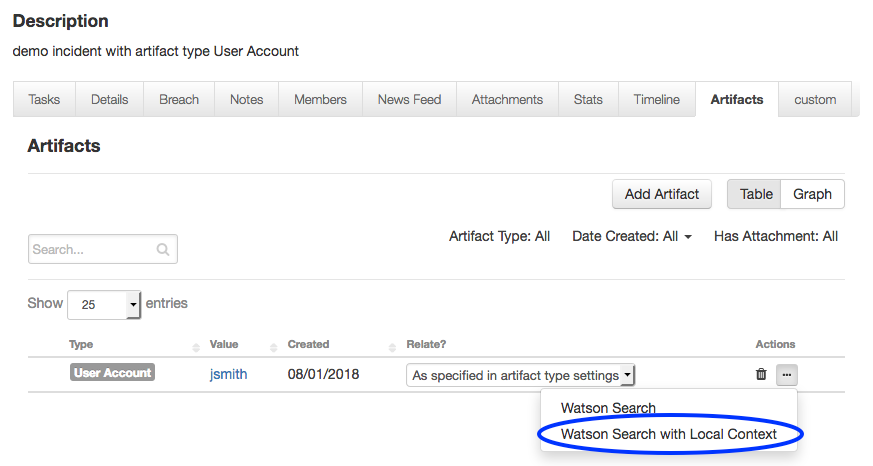 Description
demo incident with artifact type User Account
Tasks Details Breach Notes Members News Feed Attachments Stats Timeline Artifacts custom
Artifacts
Add Artifact Table Graph
Search... Artifact Type: All Date Created: All Has Attachment: All
Show 25 entries
Type Value Created Relate? Actions
User Account jsmith 08/01/2018 As specified in artifact type settings ...
Watson Search
Watson Search with Local Context